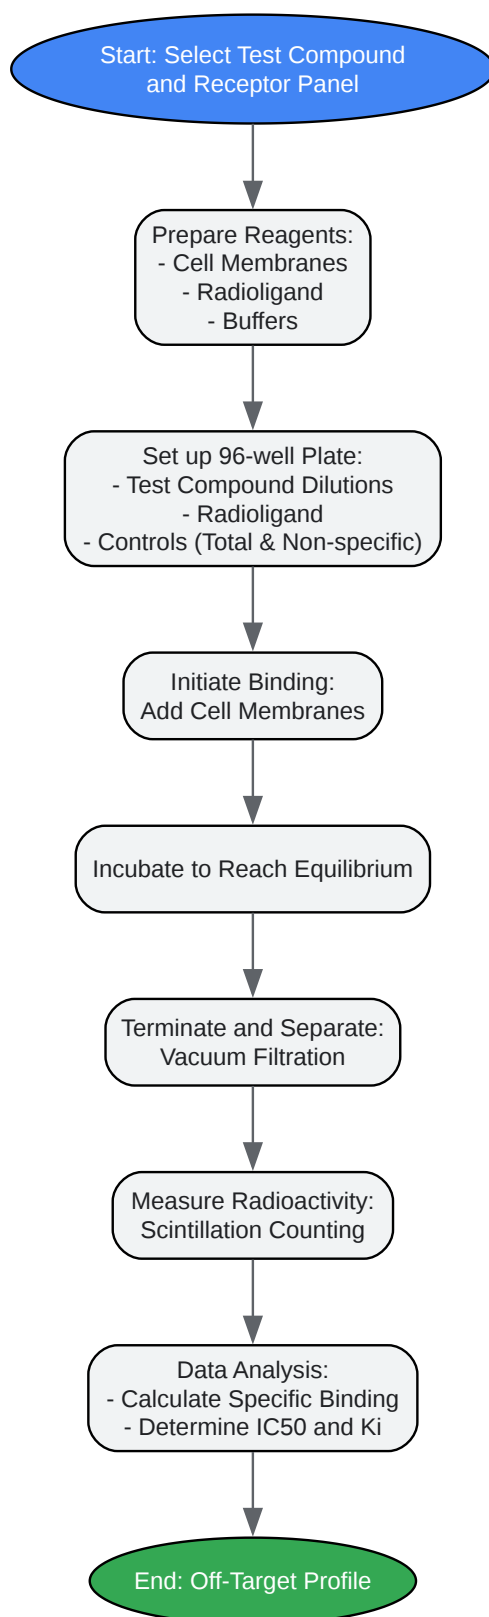 Start: Select Test Compound
and Receptor Panel
Prepare Reagents:
- Cell Membranes
- Radioligand
- Buffers
Set up 96-well Plate:
- Test Compound Dilutions
- Radioligand
- Controls (Total & Non-specific)
Initiate Binding:
Add Cell Membranes
Incubate to Reach Equilibrium
Terminate and Separate:
Vacuum Filtration
Measure Radioactivity:
Scintillation Counting
Data Analysis:
- Calculate Specific Binding
- Determine IC50 and Ki
End: Off-Target Profile